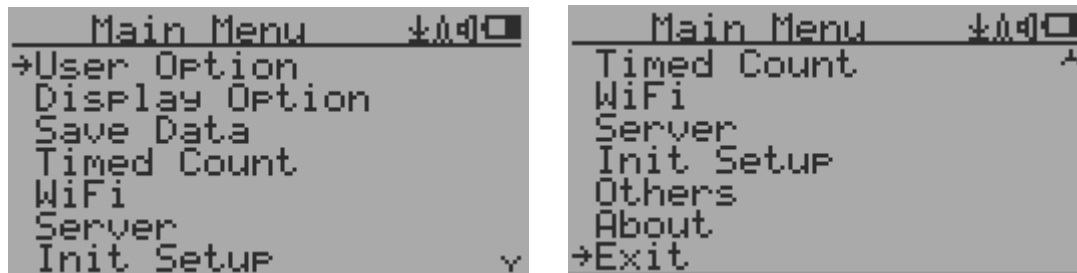 Main Menu
→User Option
Display Option
Save Data
Timed Count
WiFi
Server
Init Setup
Main Menu
Timed Count
WiFi
Server
Init Setup
Others
About
→Exit